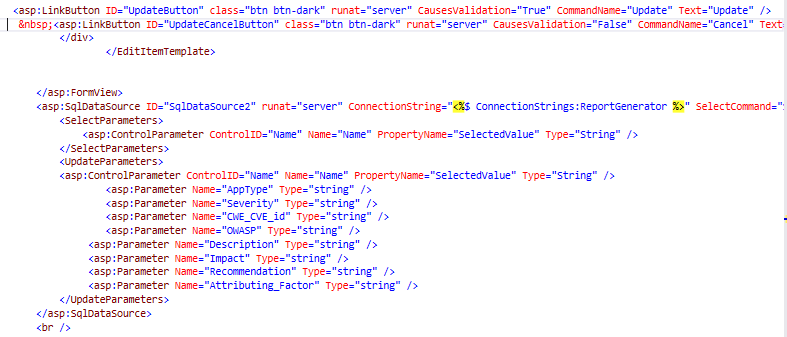 <asp:LinkButton ID="UpdateButton" class="btn btn-dark" runat="server" CausesValidation="True" CommandName="Update" Text="Update" />
&nbsp;<asp:LinkButton ID="UpdateCancelButton" class="btn btn-dark" runat="server" CausesValidation="False" CommandName="Cancel" Text=
</div>
</EditItemTemplate>
</asp:FormView>
<asp:SqlDataSource ID="SqlDataSource2" runat="server" ConnectionString="<%$ ConnectionStrings:ReportGenerator %>" SelectCommand="
<SelectParameters>
<asp:ControlParameter ControlID="Name" Name="Name" PropertyName="SelectedValue" Type="String" />
</SelectParameters>
<UpdateParameters>
<asp:ControlParameter ControlID="Name" Name="Name" PropertyName="SelectedValue" Type="String" />
<asp:Parameter Name="AppType" Type="string" />
<asp:Parameter Name="Severity" Type="string" />
<asp:Parameter Name="CWE_CVE_id" Type="string" />
<asp:Parameter Name="OWASP" Type="string" />
<asp:Parameter Name="Description" Type="string" />
<asp:Parameter Name="Impact" Type="string" />
<asp:Parameter Name="Recommendation" Type="string" />
<asp:Parameter Name="Attributing_Factor" Type="string" />
</UpdateParameters>
</asp:SqlDataSource>
<br />